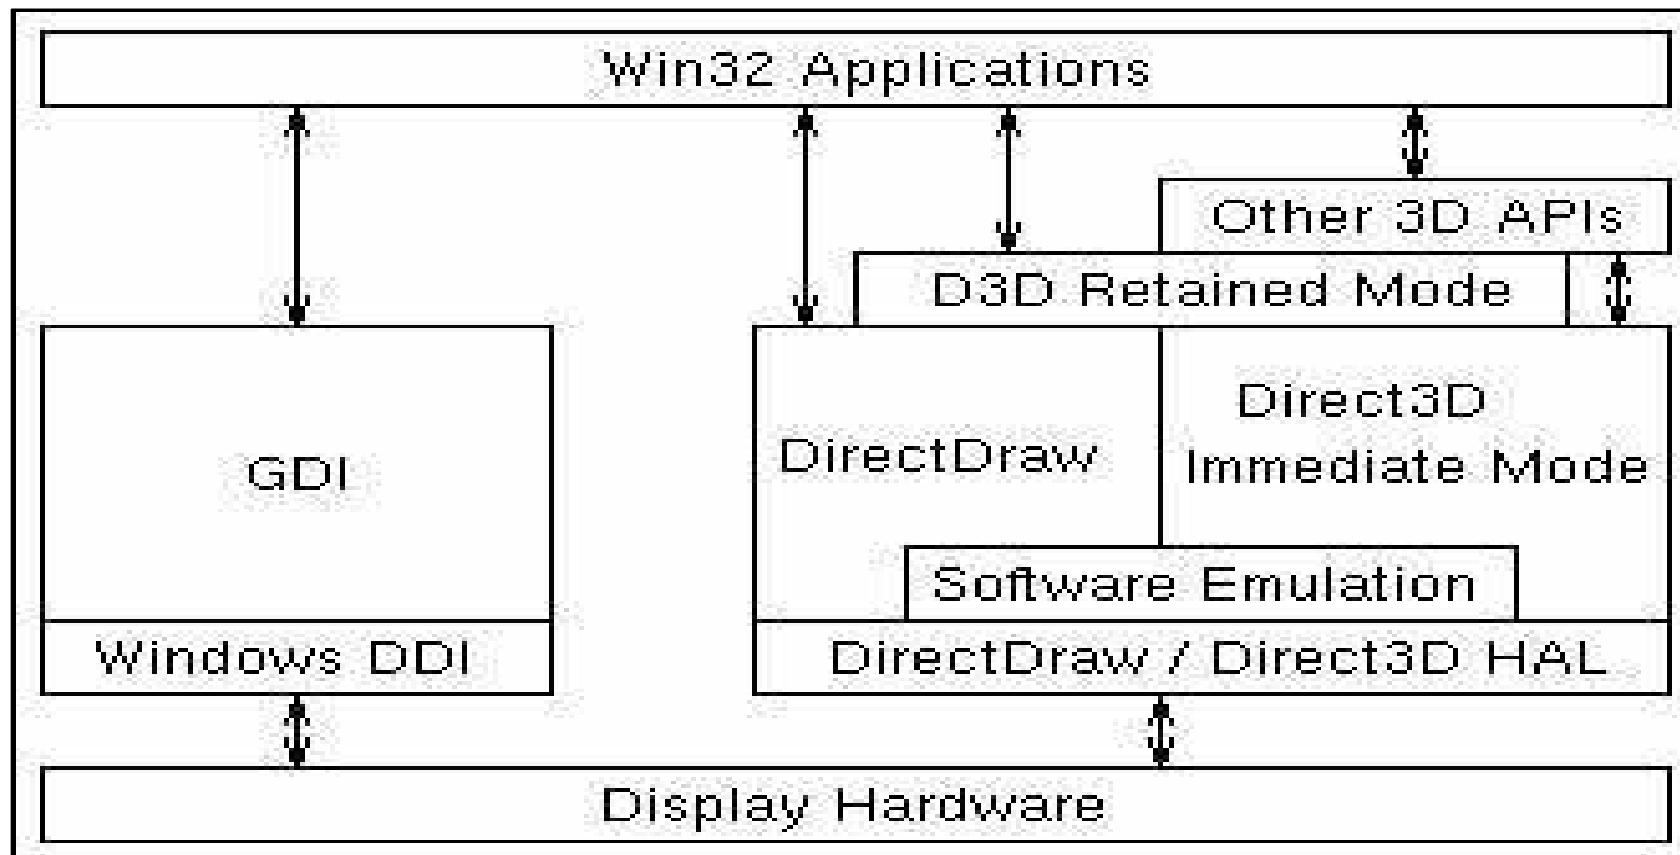 Win32 Applications
Other 3D APIs
D3D Retained Mode
GDI
DirectDraw
Direct3D
Immediate Mode
Software Emulation
Windows DDI
DirectDraw / Direct3D HAL
Display Hardware